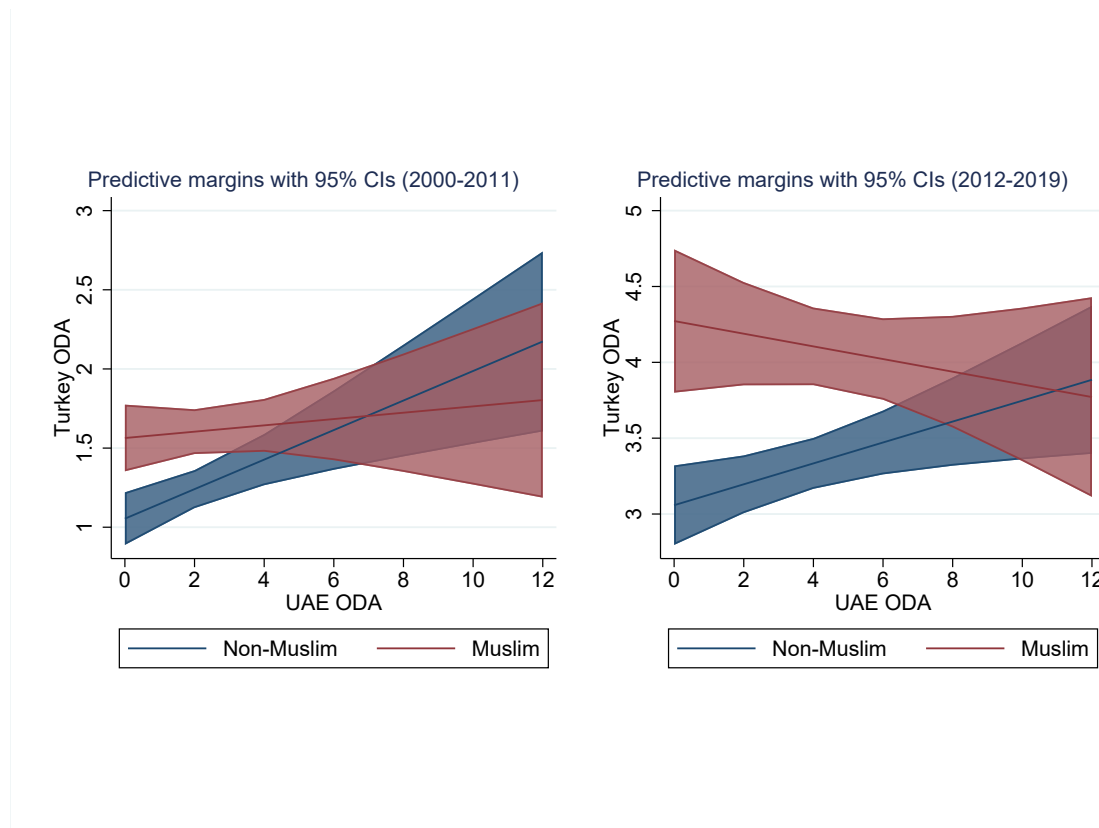 Predictive margins with 95% CIs (2000-2011)
3
2.5
2
1.5
1
Turkey ODA
0 2 4 6 8 10 12
UAE ODA
Non-Muslim Muslim
Predictive margins with 95% CIs (2012-2019)
5
4.5
4
3.5
3
Turkey ODA
0 2 4 6 8 10 12
UAE ODA
Non-Muslim Muslim